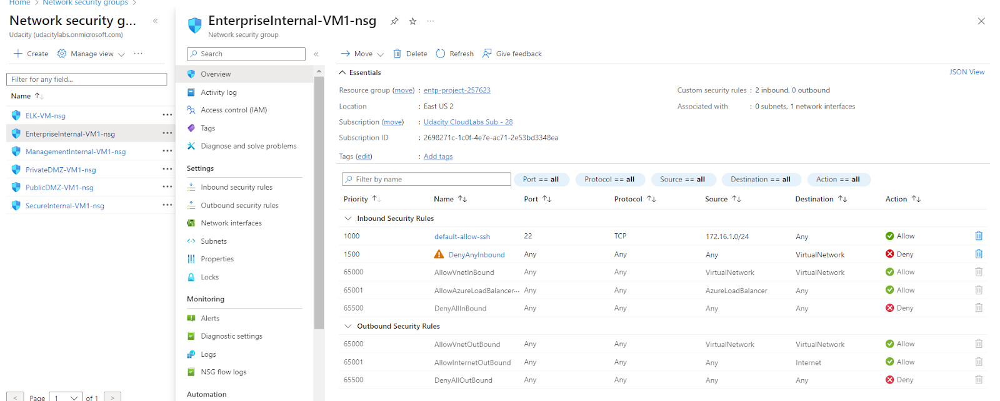 Home > Network security groups >
Network security g... «
Udacity (udacitylabs.onmicrosoft.com)
+ Create Manage view ...
Filter for any field...
Name ↑↓
ELK-VM-nsg ...
EnterpriseInternal-VM1-nsg ...
ManagementInternal-VM1-nsg ...
PrivateDMZ-VM1-nsg ...
PublicDMZ-VM1-nsg ...
SecureInternal-VM1-nsg ...
< Page 1 of 1 >
EnterpriseInternal-VM1-nsg ...
Network security group
Search «
Overview
Activity log
Access control (IAM)
Tags
Diagnose and solve problems
Settings
Inbound security rules
Outbound security rules
Network interfaces
Subnets
Properties
Locks
Monitoring
Alerts
Diagnostic settings
Logs
NSG flow logs
Automation
Move Delete Refresh Give feedback
Essentials JSON View
Resource group (move) : entp-project-257623 Custom security rules : 2 inbound, 0 outbound
Location : East US 2 Associated with : 0 subnets, 1 network interfaces
Subscription (move) : Udacity CloudLabs Sub - 28
Subscription ID : 2698271c-1c0f-4e7e-ac71-2e53bd3348ea
Tags (edit) : Add tags
Filter by name Port == all Protocol == all Source == all Destination == all Action == all
Priority ↑↓ Name ↑↓ Port ↑↓ Protocol ↑↓ Source ↑↓ Destination ↑↓ Action ↑↓
Inbound Security Rules
1000 default-allow-ssh 22 TCP 172.16.1.0/24 Any Allow
1500 DenyAnyInbound Any Any Any VirtualNetwork Deny
65000 AllowVnetInBound Any Any VirtualNetwork VirtualNetwork Allow
65001 AllowAzureLoadBalancer... Any Any AzureLoadBalancer Any Allow
65500 DenyAllInBound Any Any Any Any Deny
Outbound Security Rules
65000 AllowVnetOutBound Any Any VirtualNetwork VirtualNetwork Allow
65001 AllowInternetOutBound Any Any Any Internet Allow
65500 DenyAllOutBound Any Any Any Any Deny